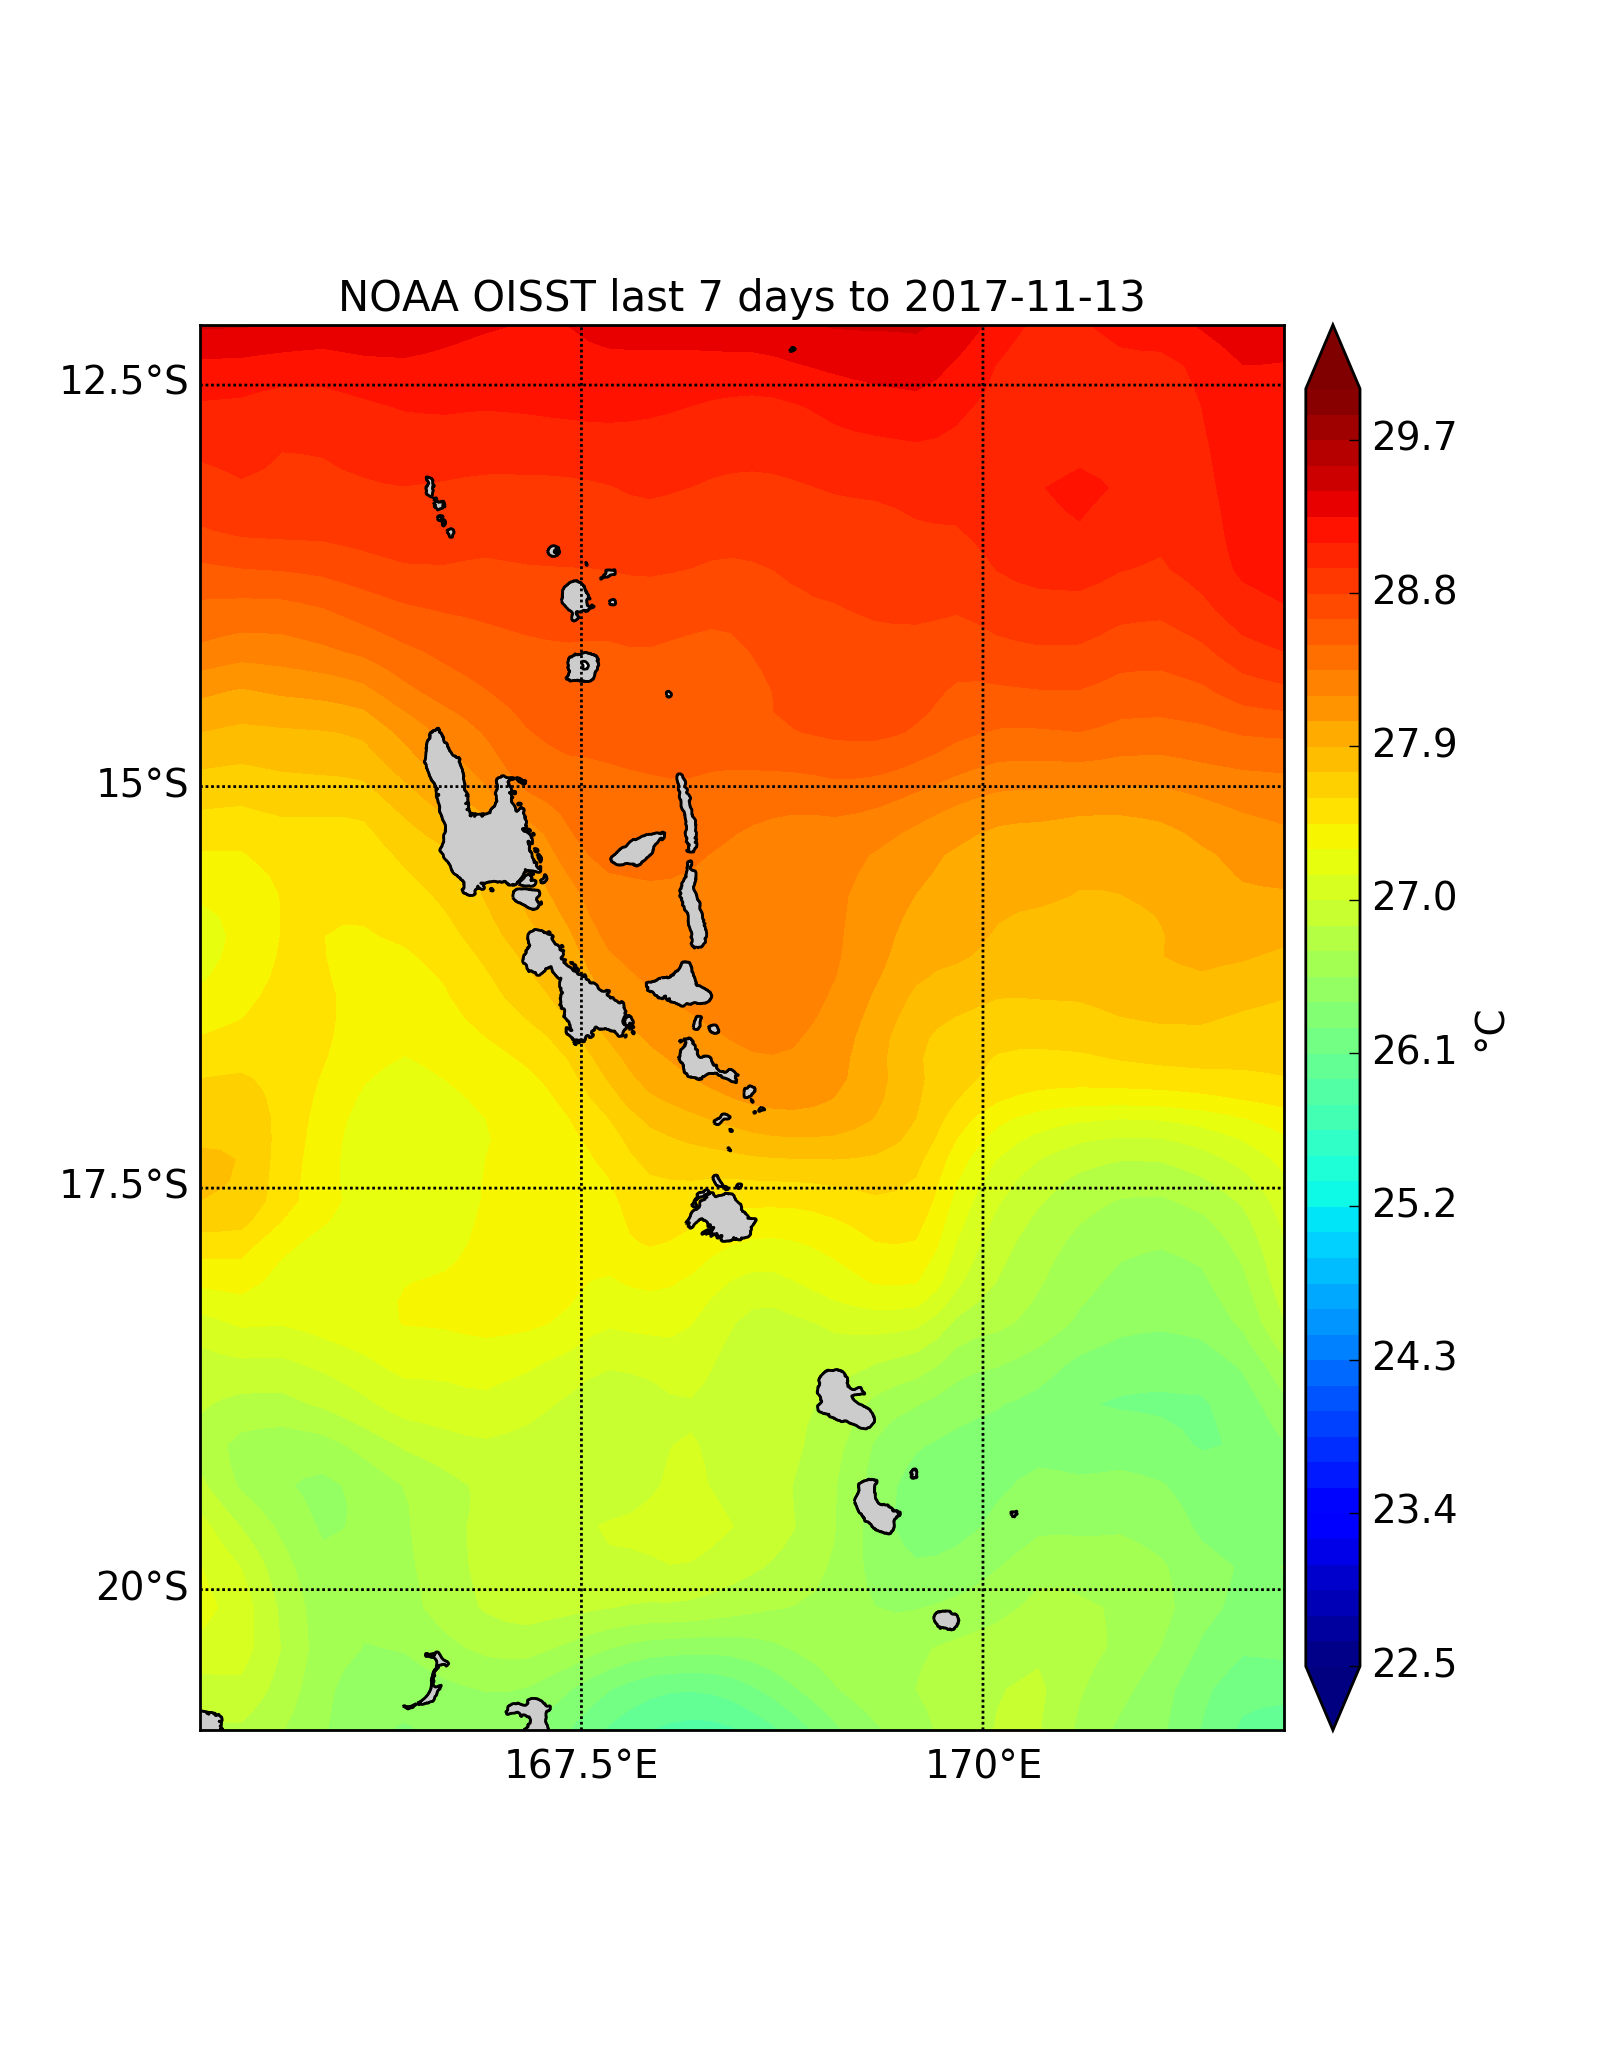 NOAA OISST last 7 days to 2017-11-13
12.5°S
15°S
17.5°S
20°S
167.5°E
170°E
29.7
28.8
27.9
27.0
26.1
25.2
24.3
23.4
22.5
°C